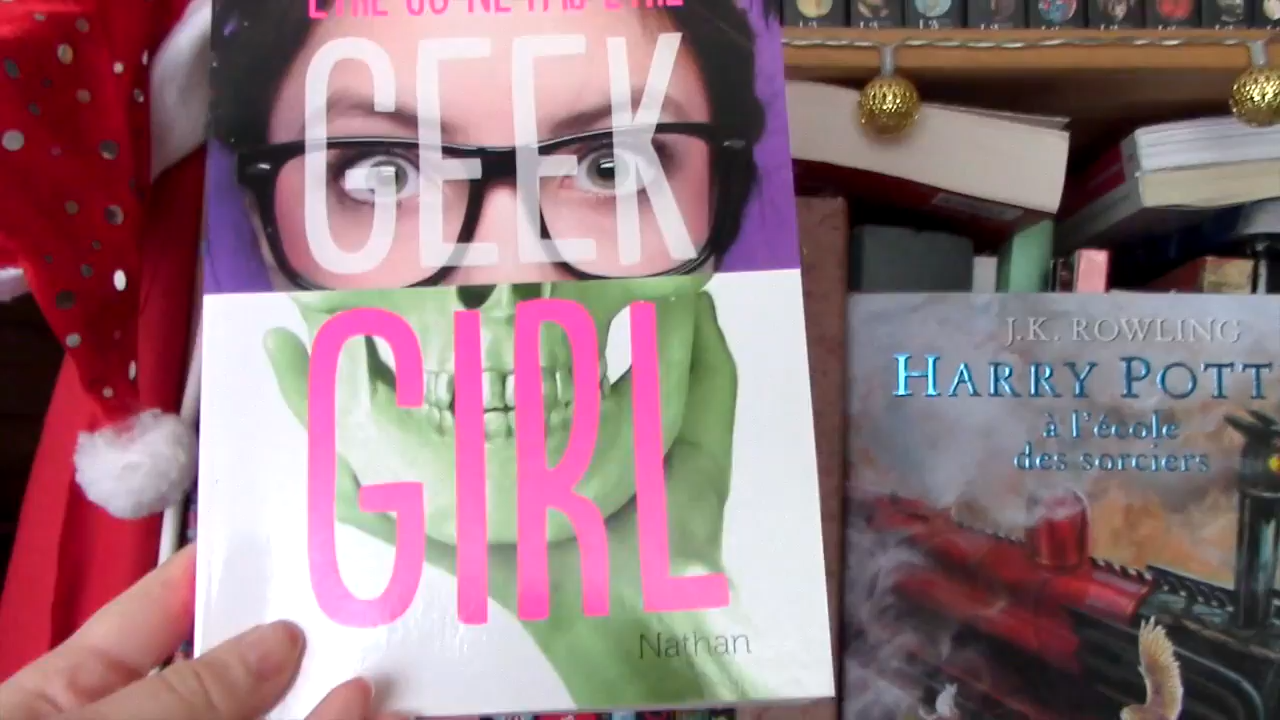 GEEK
GIRL
Nathan
J.K. ROWLING
HARRY POTT
à l'école
des sorciers